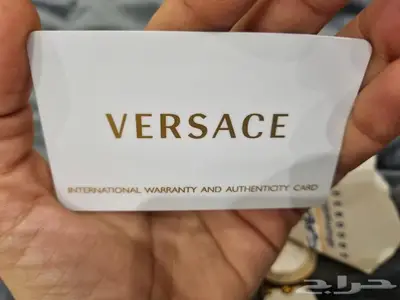 VERSACE
INTERNATIONAL WARRANTY AND AUTHENTICITY CARD
حراج